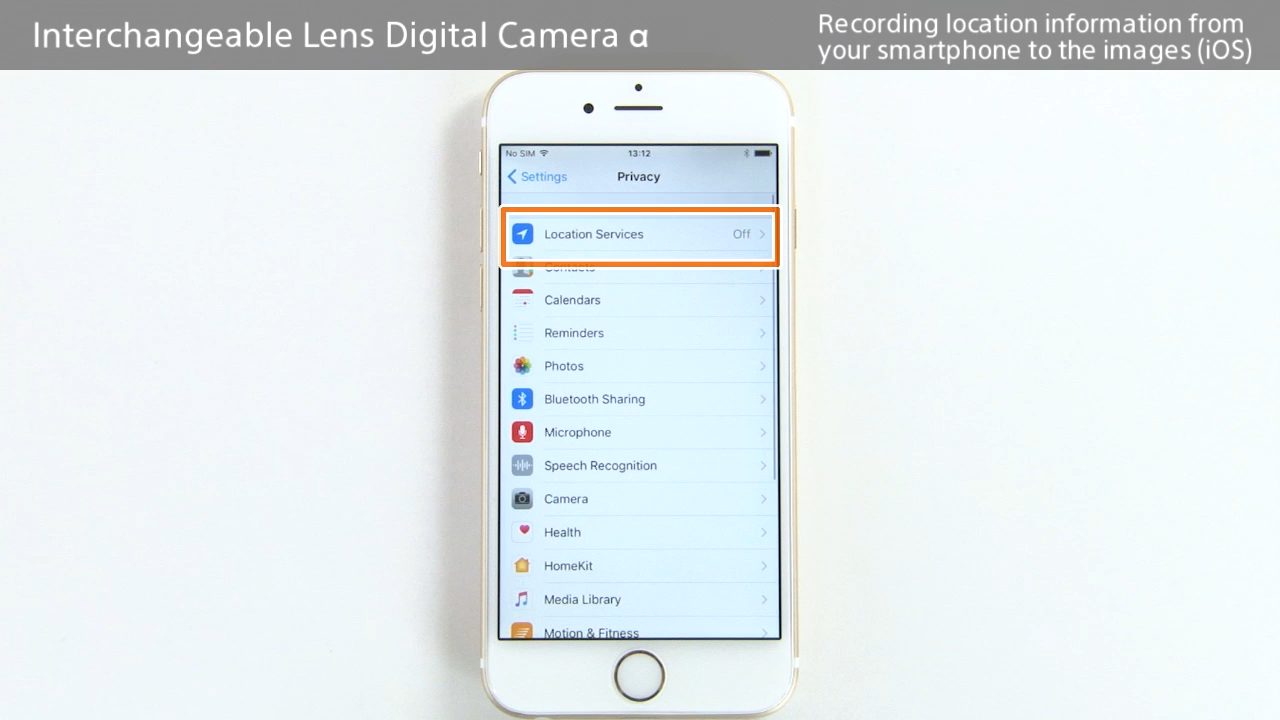 Interchangeable Lens Digital Camera α
Recording location information from
your smartphone to the images (iOS)
No SIM 13:12
Settings Privacy
Location Services Off
Contacts
Calendars
Reminders
Photos
Bluetooth Sharing
Microphone
Speech Recognition
Camera
Health
HomeKit
Media Library
Motion & Fitness